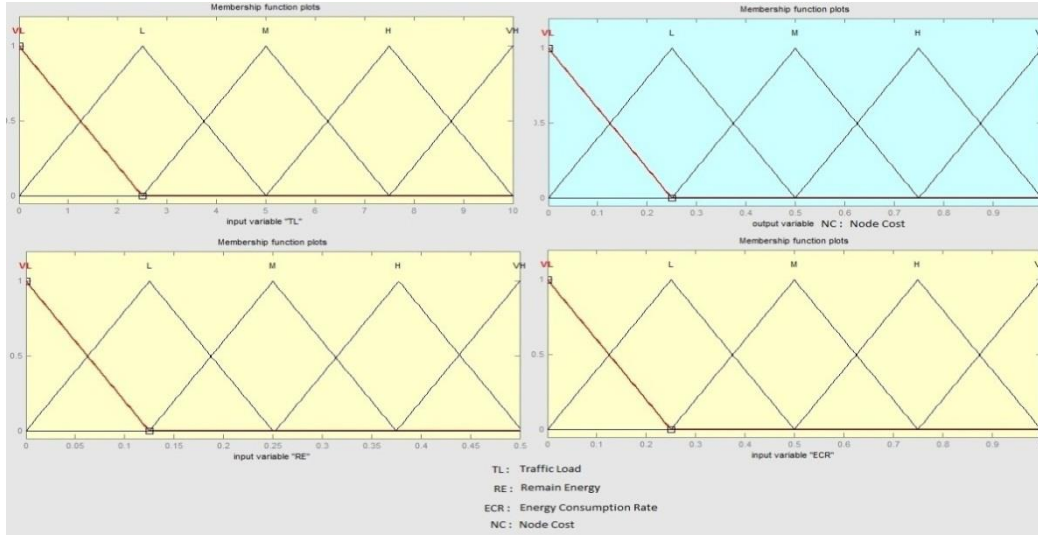 Membership function plots
VL L M H VH
1
0.5
0
0 1 2 3 4 5 6 7 8 9 10
input variable "TL"
Membership function plots
VL L M H
1
0.5
0
0 0.1 0.2 0.3 0.4 0.5 0.6 0.7 0.8 0.9
output variable NC : Node Cost
Membership function plots
VL L M H VH
1
0.5
0
0 0.05 0.1 0.15 0.2 0.25 0.3 0.35 0.4 0.45 0.5
input variable "RE"
Membership function plots
VL L M H
1
0.5
0
0 0.1 0.2 0.3 0.4 0.5 0.6 0.7 0.8 0.9
input variable "ECR"
TL : Traffic Load
RE : Remain Energy
ECR : Energy Consumption Rate
NC : Node Cost